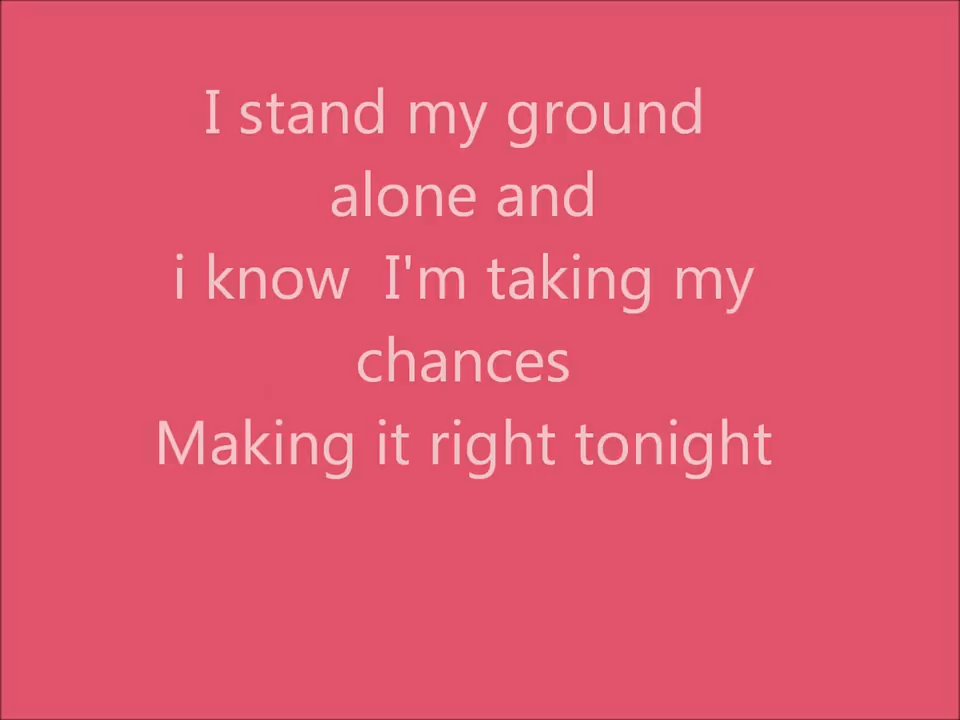 I stand my ground
alone and
i know  I'm taking my
chances
Making it right tonight